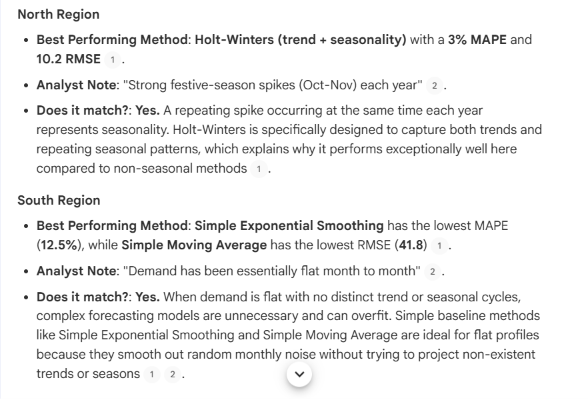 North Region
• Best Performing Method: Holt-Winters (trend + seasonality) with a 3% MAPE and
10.2 RMSE 1 .
• Analyst Note: "Strong festive-season spikes (Oct-Nov) each year" 2 .
• Does it match?: Yes. A repeating spike occurring at the same time each year
represents seasonality. Holt-Winters is specifically designed to capture both trends and
repeating seasonal patterns, which explains why it performs exceptionally well here
compared to non-seasonal methods 1 .
South Region
• Best Performing Method: Simple Exponential Smoothing has the lowest MAPE
(12.5%), while Simple Moving Average has the lowest RMSE (41.8) 1 .
• Analyst Note: "Demand has been essentially flat month to month" 2 .
• Does it match?: Yes. When demand is flat with no distinct trend or seasonal cycles,
complex forecasting models are unnecessary and can overfit. Simple baseline methods
like Simple Exponential Smoothing and Simple Moving Average are ideal for flat profiles
because they smooth out random monthly noise without trying to project non-existent
trends or seasons 1 2 .